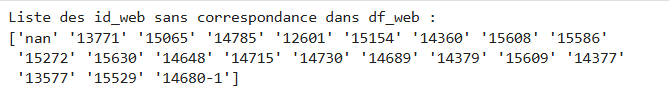 Liste des id_web sans correspondance dans df_web :
['nan' '13771' '15065' '14785' '12601' '15154' '14360' '15608' '15586'
 '15272' '15630' '14648' '14715' '14730' '14689' '14379' '15609' '14377'
 '13577' '15529' '14680-1']